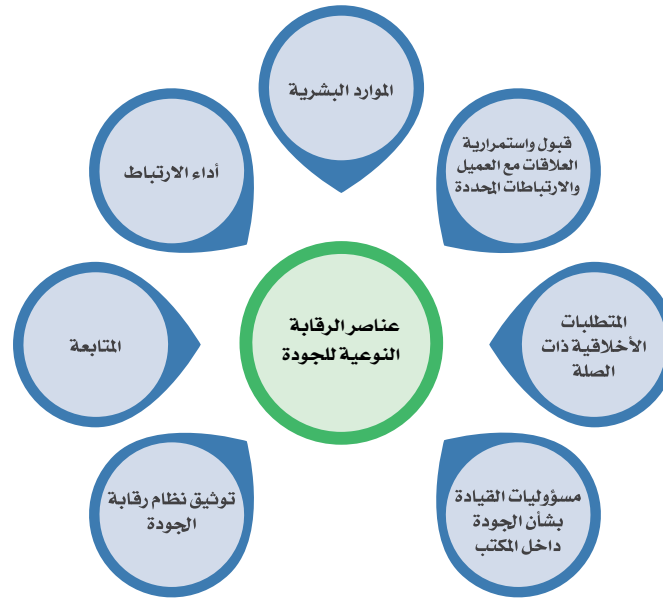 الموارد البشرية
قبول واستمرارية
العلاقات مع العميل
والارتباطات المحددة
أداء الارتباط
عناصر الرقابة
النوعية للجودة
المتطلبات
الأخلاقية ذات
الصلة
المتابعة
مسؤوليات القيادة
بشأن الجودة
داخل المكتب
توثيق نظام رقابة
الجودة